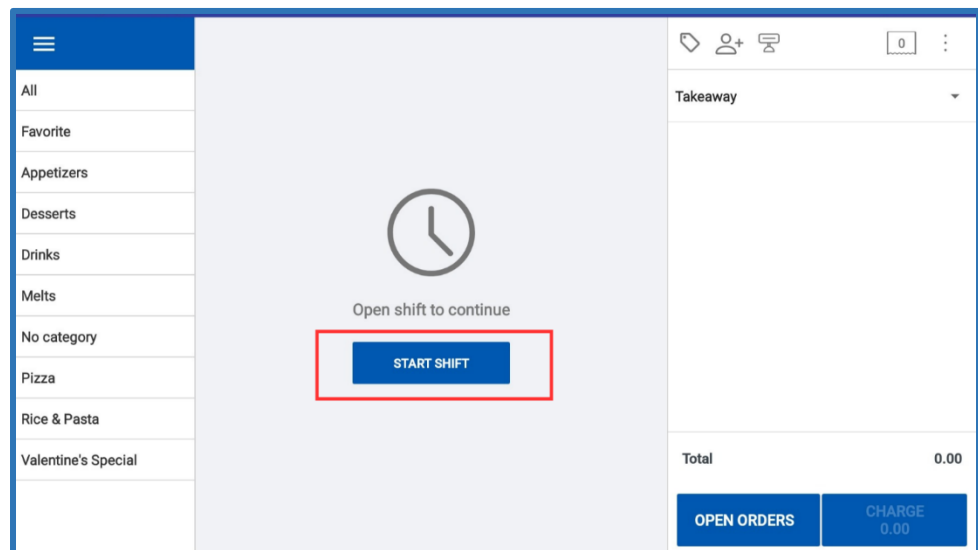 0
All
Takeaway
Favorite
Appetizers
Desserts
Drinks
Melts
No category
Pizza
Rice & Pasta
Valentine's Special
Open shift to continue
START SHIFT
Total 0.00
OPEN ORDERS
CHARGE
0.00